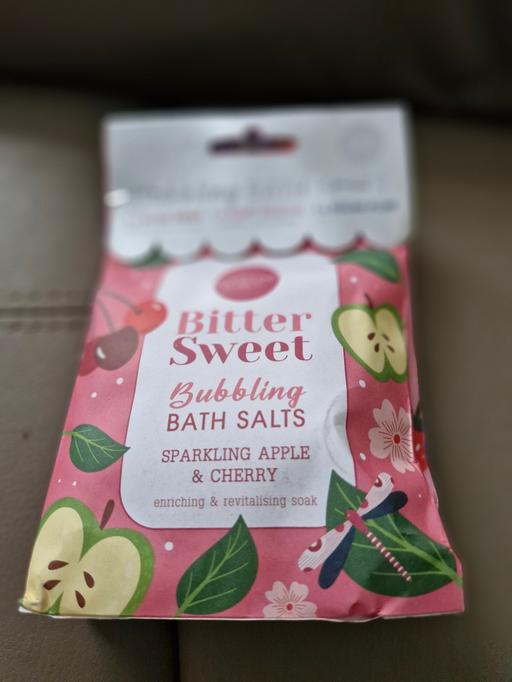 Bitter
Sweet
Bubbling
BATH SALTS
SPARKLING APPLE
& CHERRY
enriching & revitalising soak